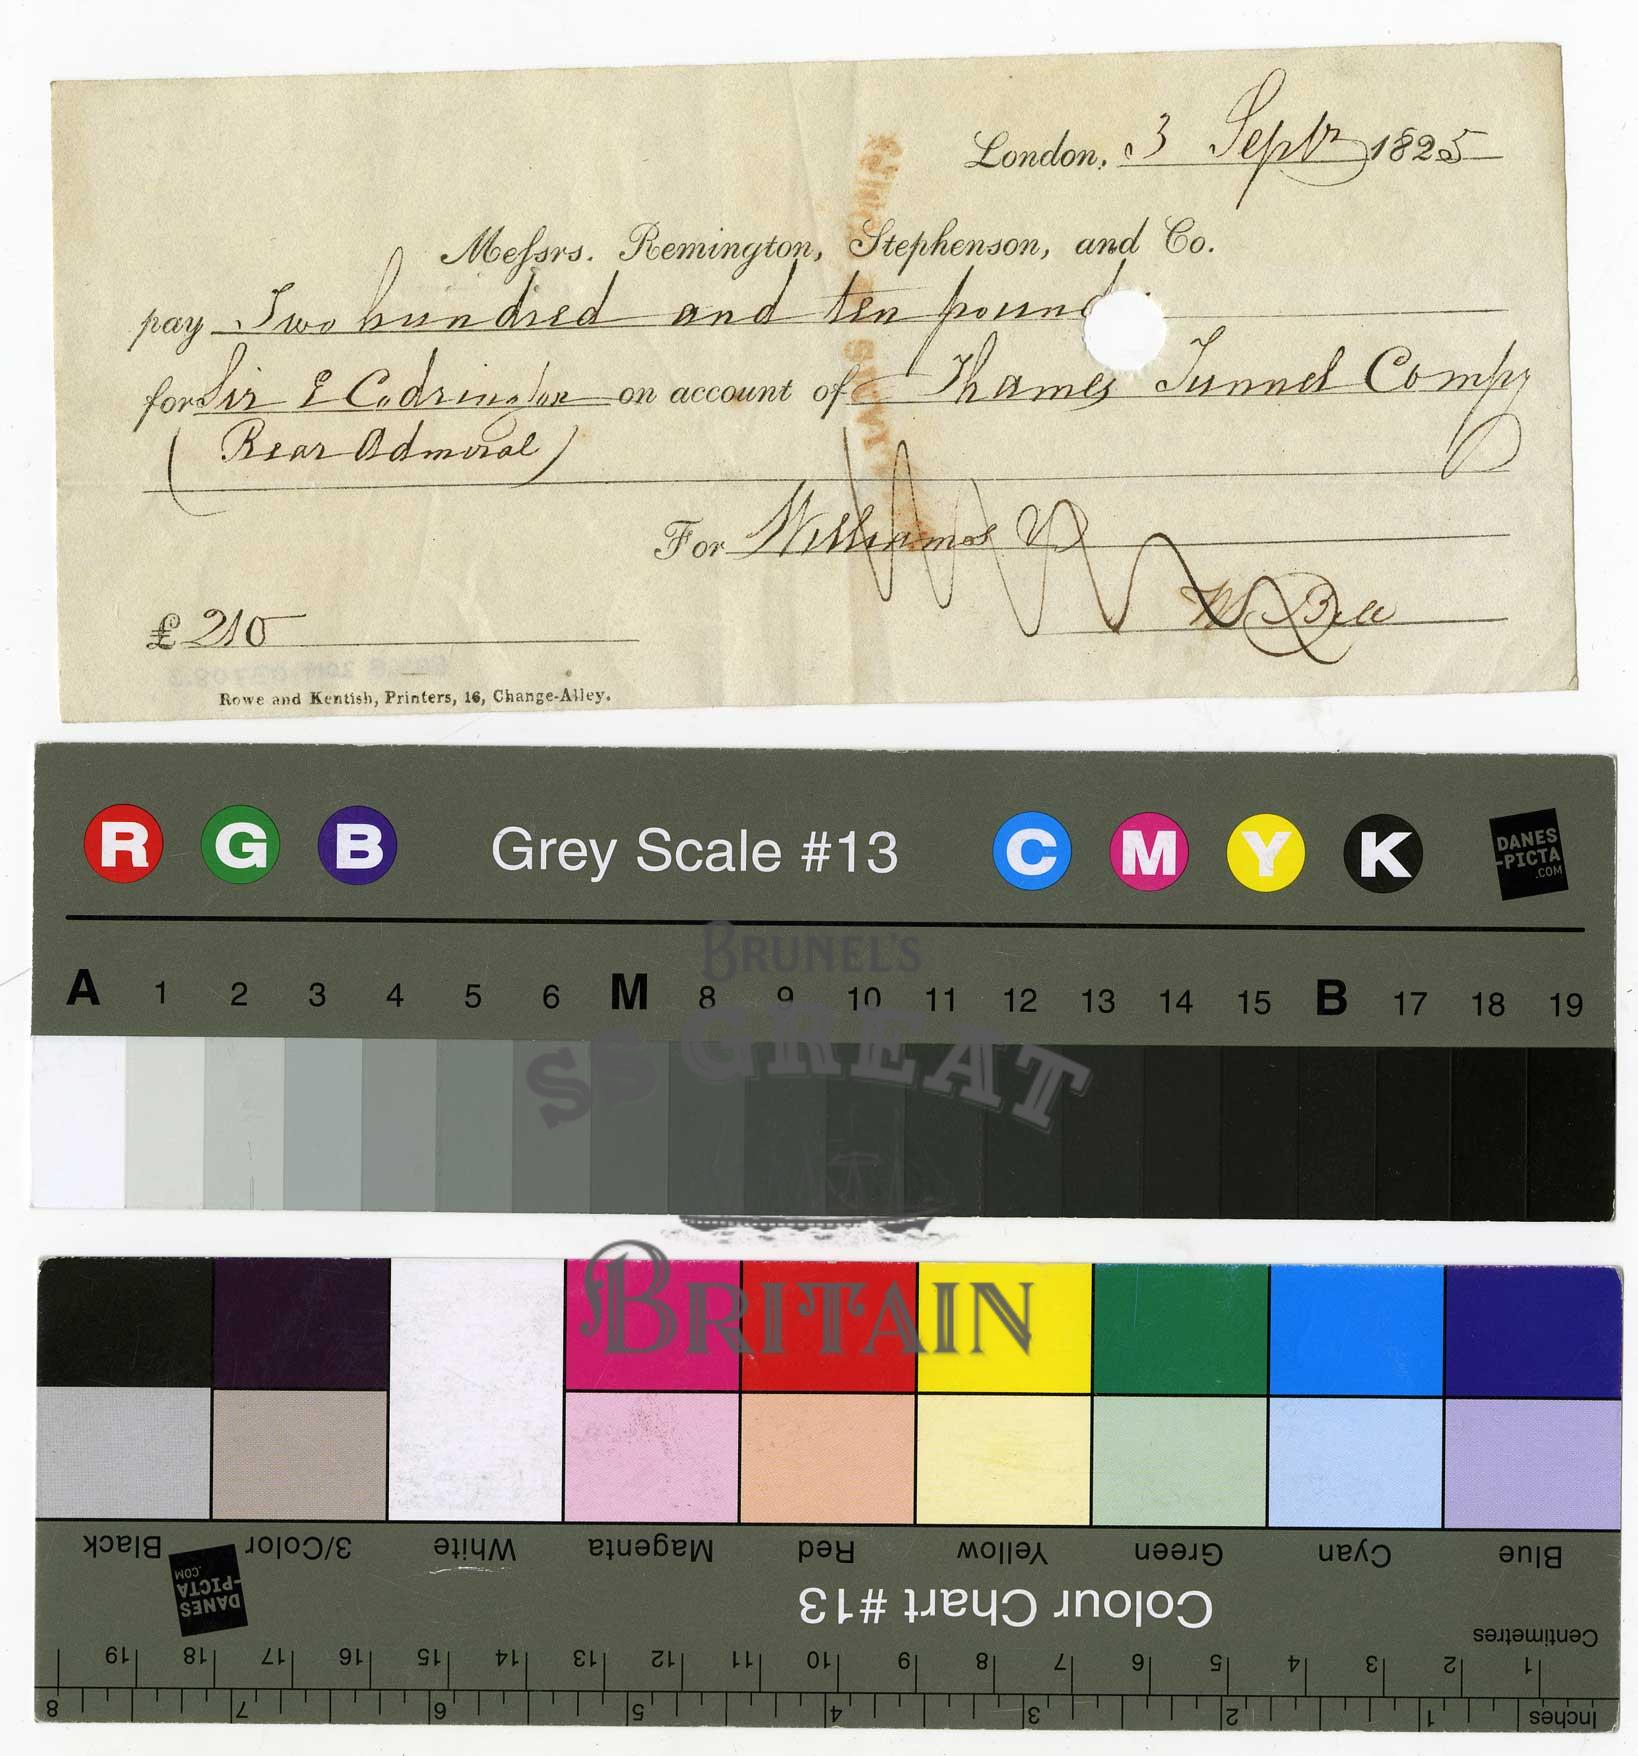 London, 3 Septr 1825
Messrs. Remington, Stephenson, and Co.
pay Two hundred and ten pound
for Sir E Codrington on account of Thames Tunnel Compy
(Rear Admiral)
For Williams &
Bell
£ 210
Rowe and Kentish, Printers, 16, Change-Alley.
R G B Grey Scale #13 C M Y K
DANES
-PICTA
.COM
BRUNEL'S
A 1 2 3 4 5 6 M 8 9 10 11 12 13 14 15 B 17 18 19
SS GREAT
BRITAIN
Black 3/Color White Magenta Red Yellow Green Cyan Blue
DANES
-PICTA
.COM
Colour Chart #13
Centimetres
19 18 17 16 15 14 13 12 11 10 9 8 7 6 5 4 3 2 1
8 7 6 5 4 3 2 1 Inches